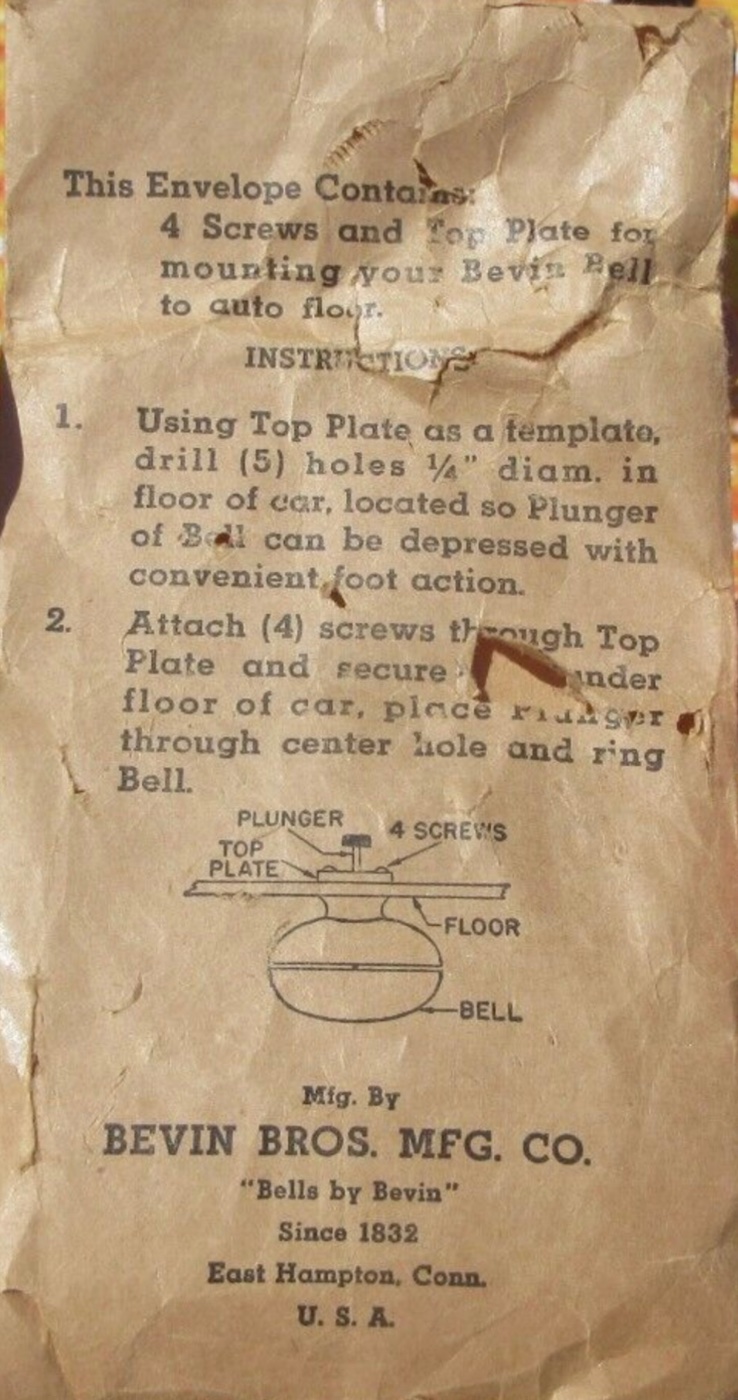 This Envelope Contains:
4 Screws and Top Plate for
mounting your Bevin Bell
to auto floor.
INSTRUCTIONS
1. Using Top Plate as a template,
drill (5) holes ¼" diam. in
floor of car, located so Plunger
of Bell can be depressed with
convenient foot action.
2. Attach (4) screws through Top
Plate and secure under
floor of car, place Plunger
through center hole and ring
Bell.
PLUNGER
4 SCREWS
TOP
PLATE
FLOOR
BELL
Mfg. By
BEVIN BROS. MFG. CO.
"Bells by Bevin"
Since 1832
East Hampton, Conn.
U. S. A.